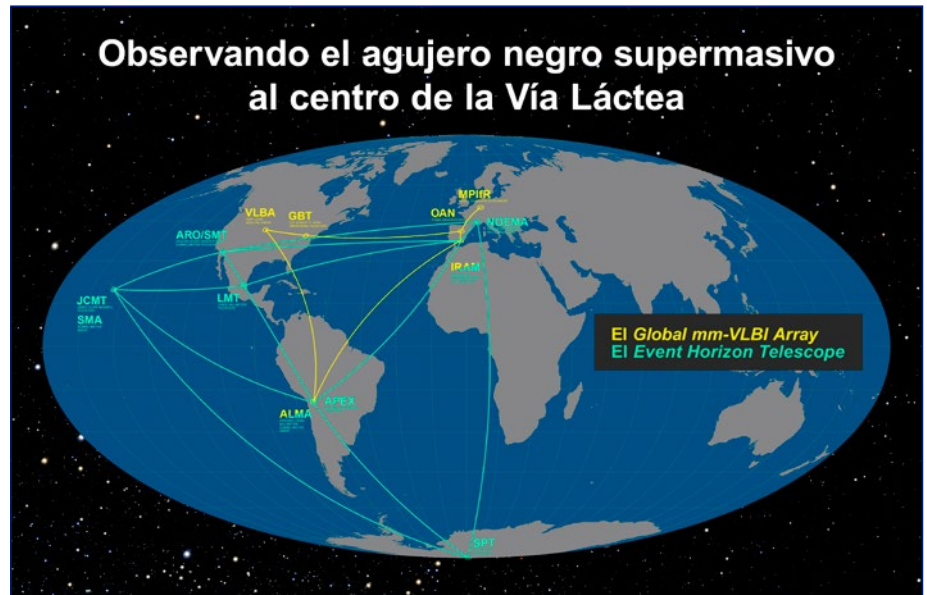 Observando el agujero negro supermasivo
al centro de la Vía Láctea
MPIfR
VLBA
GBT
OAN
NOEMA
ARO/SMT
IRAM
JCMT
SMA
LMT
El Global mm-VLBI Array
El Event Horizon Telescope
ALMA
APEX
SPT